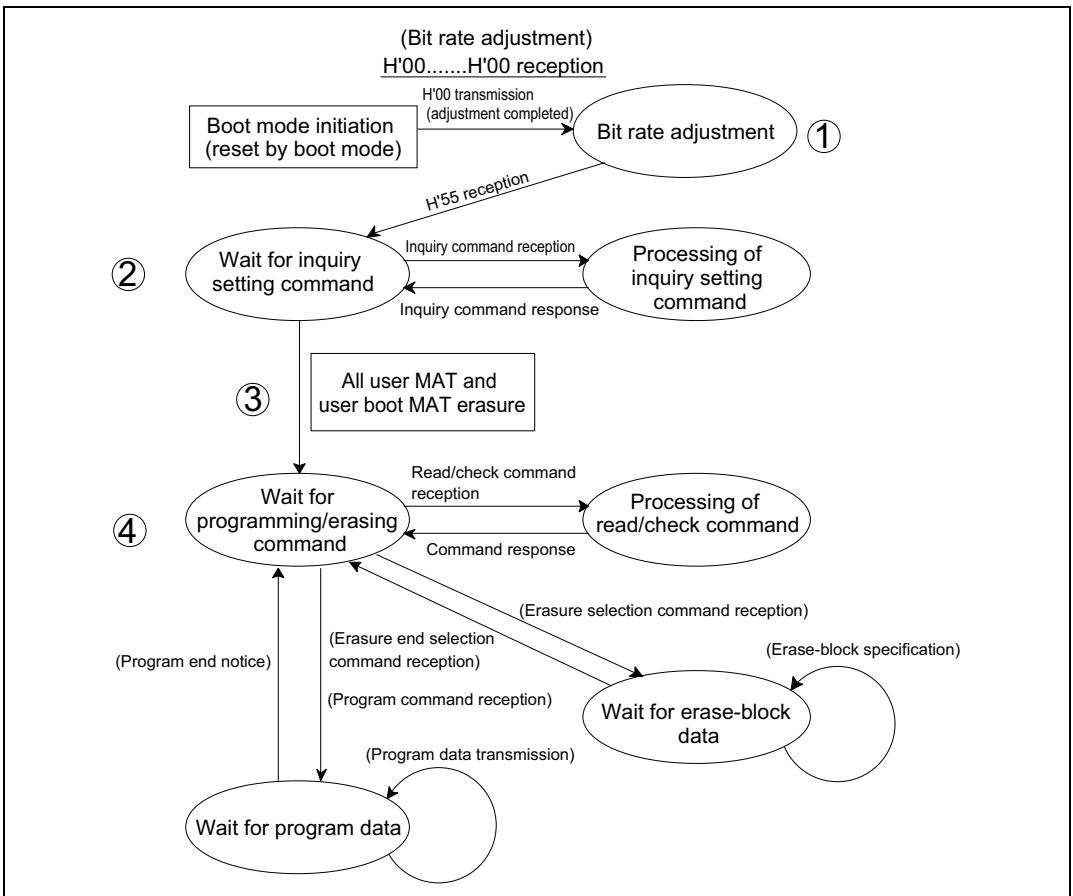 (Bit rate adjustment)
H'00.......H'00 reception
H'00 transmission
(adjustment completed)
Boot mode initiation
(reset by boot mode)
Bit rate adjustment
1
H'55 reception
2
Wait for inquiry
setting command
Inquiry command reception
Processing of
inquiry setting
command
Inquiry command response
3
All user MAT and
user boot MAT erasure
4
Wait for
programming/erasing
command
Read/check command
reception
Processing of
read/check command
Command response
(Erasure selection command reception)
(Program end notice)
(Erasure end selection
command reception)
(Program command reception)
(Erase-block specification)
Wait for erase-block
data
(Program data transmission)
Wait for program data